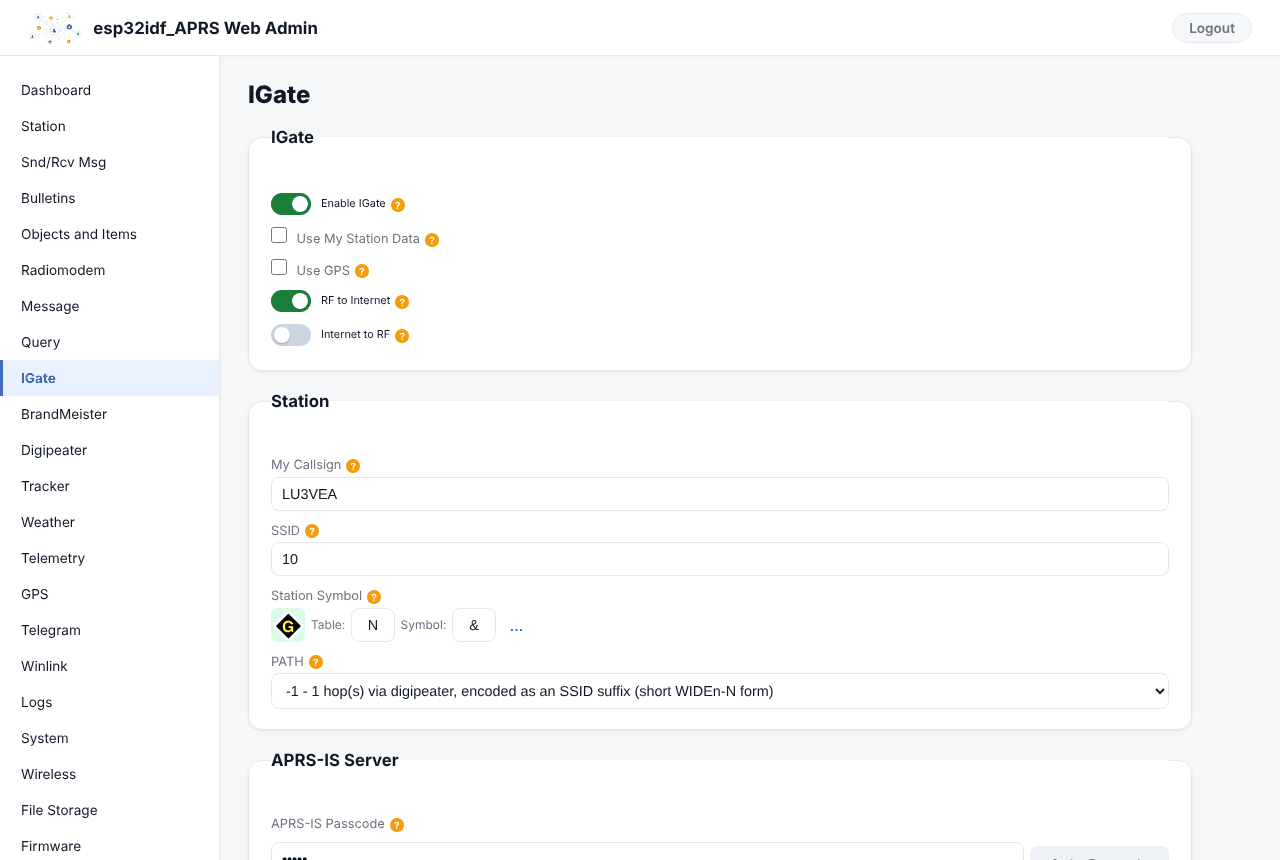 esp32idf_APRS Web Admin
Logout
Dashboard
Station
Snd/Rcv Msg
Bulletins
Objects and Items
Radiomodem
Message
Query
IGate
BrandMeister
Digipeater
Tracker
Weather
Telemetry
GPS
Telegram
Winlink
Logs
System
Wireless
File Storage
Firmware
IGate
IGate
Enable IGate ?
Use My Station Data ?
Use GPS ?
RF to Internet ?
Internet to RF ?
Station
My Callsign ?
LU3VEA
SSID ?
10
Station Symbol ?
G Table: N Symbol: & ...
PATH ?
-1 - 1 hop(s) via digipeater, encoded as an SSID suffix (short WIDEn-N form)
APRS-IS Server
APRS-IS Passcode ?
•••••